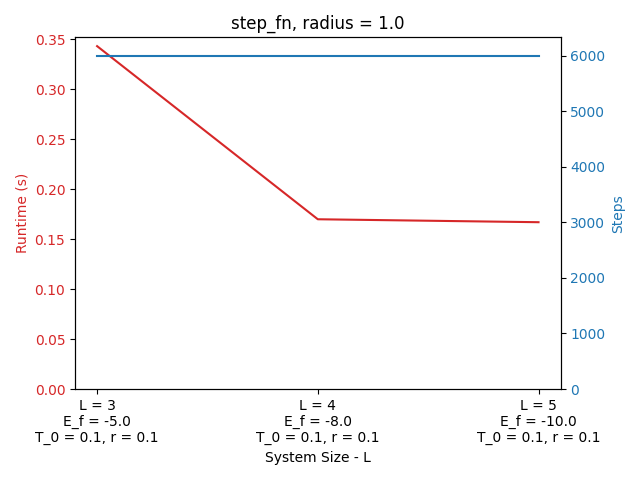 step_fn, radius = 1.0
0.35
0.30
0.25
0.20
0.15
0.10
0.05
0.00
Runtime (s)
6000
5000
4000
3000
2000
1000
0
Steps
L = 3
E_f = -5.0
T_0 = 0.1, r = 0.1
L = 4
E_f = -8.0
T_0 = 0.1, r = 0.1
L = 5
E_f = -10.0
T_0 = 0.1, r = 0.1
System Size - L